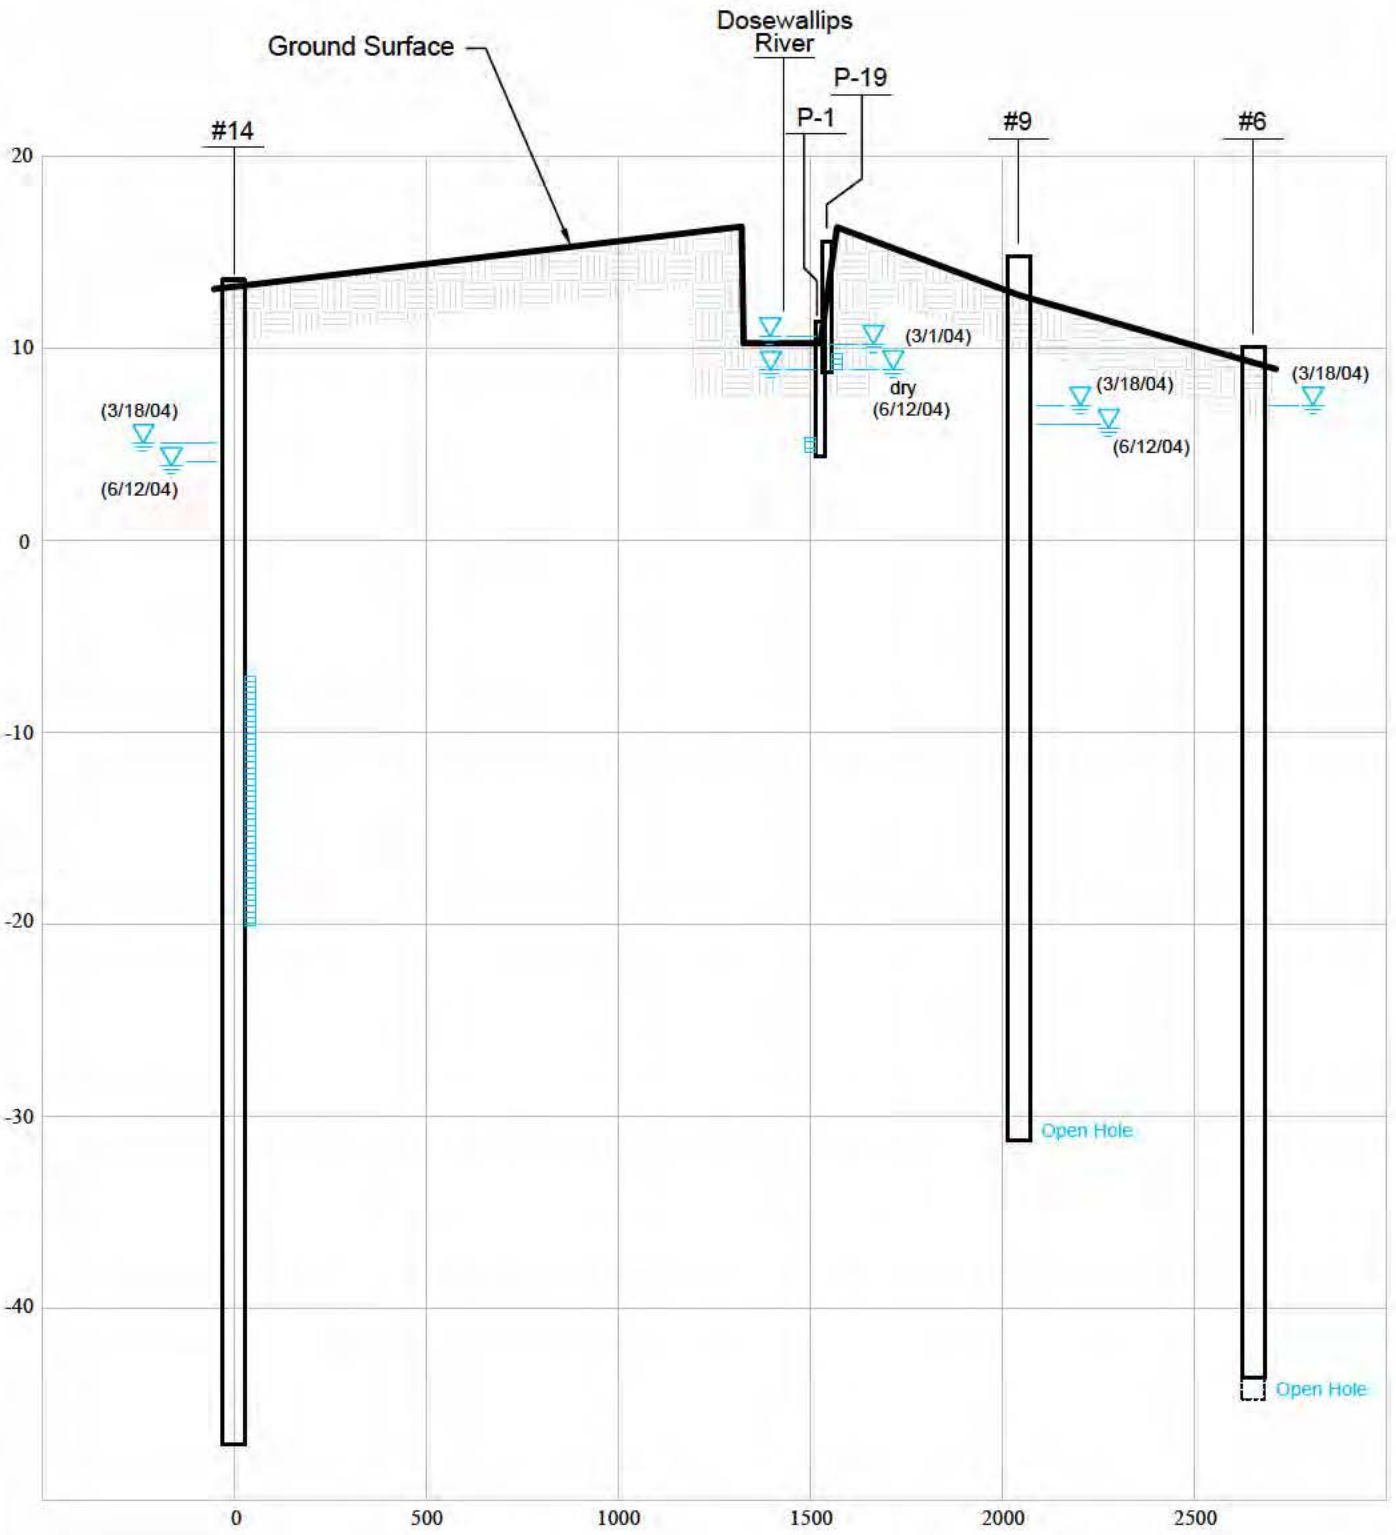 Dosewallips
River
Ground Surface
P-19
P-1
#14
#9
#6
20
10
(3/1/04)
dry
(6/12/04)
(3/18/04)
(6/12/04)
(3/18/04)
(6/12/04)
(3/18/04)
0
-10
-20
-30
Open Hole
-40
Open Hole
0
500
1000
1500
2000
2500